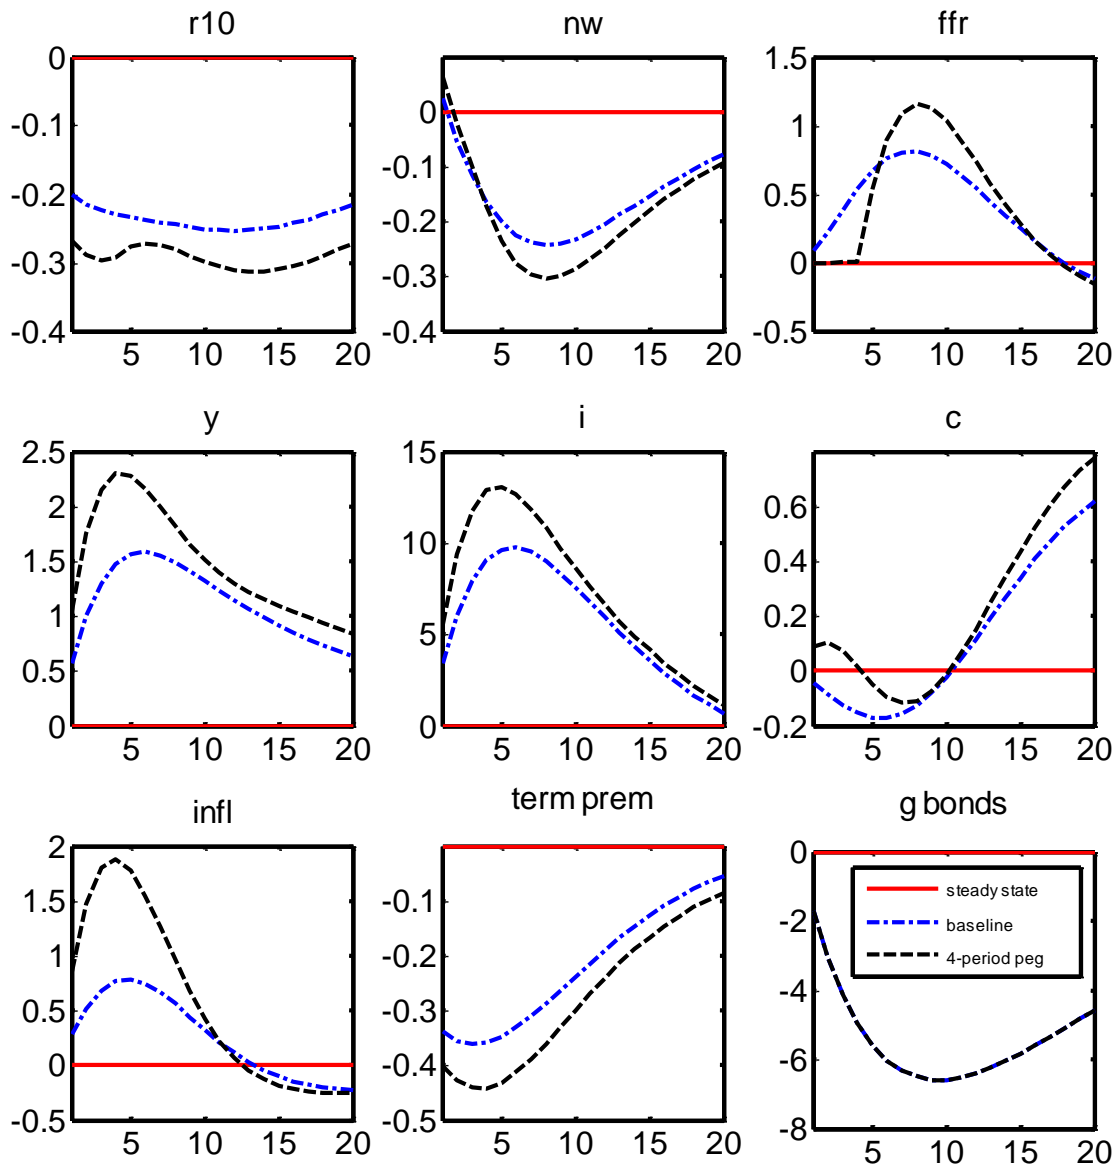 r10
0
-0.1
-0.2
-0.3
-0.4
5 10 15 20
nw
0
-0.1
-0.2
-0.3
-0.4
5 10 15 20
ffr
1.5
1
0.5
0
0.5
5 10 15 20
y
2.5
2
1.5
1
0.5
0
5 10 15 20
i
15
10
5
0
5 10 15 20
c
0.6
0.4
0.2
0
-0.2
5 10 15 20
infl
2
1.5
1
0.5
0
-0.5
5 10 15 20
term prem
-0.1
-0.2
-0.3
-0.4
-0.5
5 10 15 20
g bonds
0
-2
-4
-6
-8
steady state
baseline
4-period peg
5 10 15 20